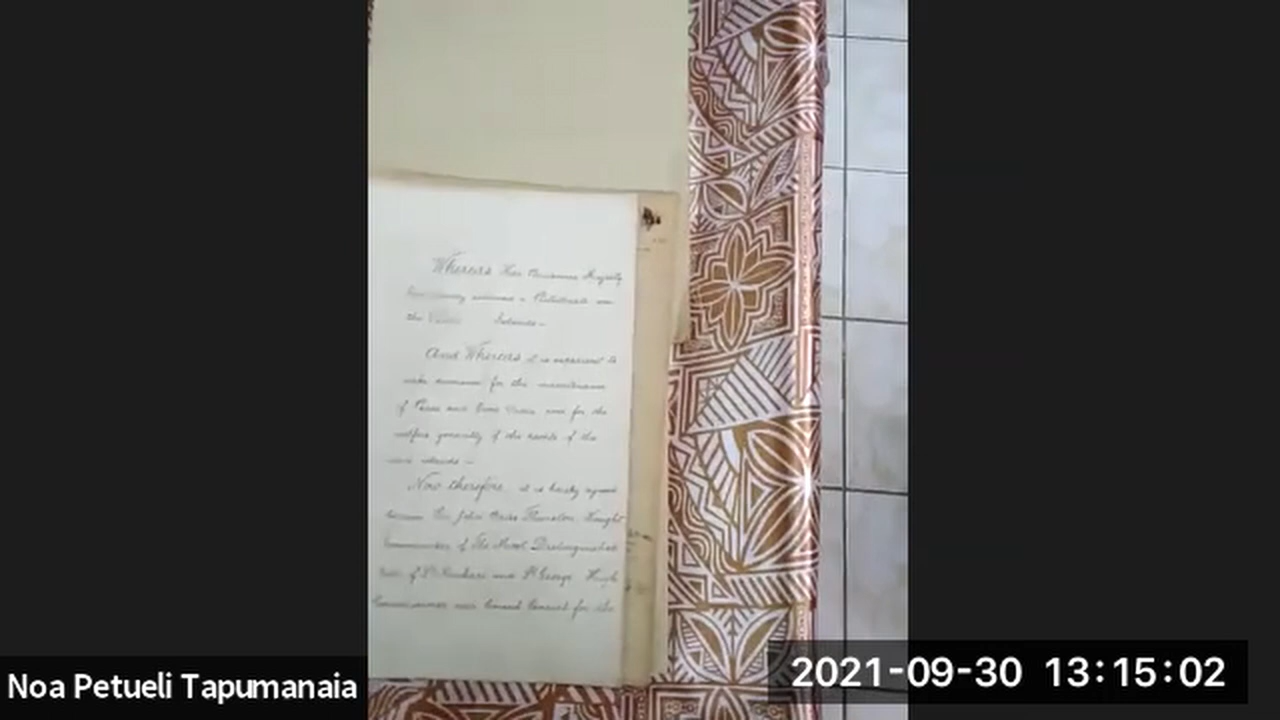 Whereas Her Britannic Majesty
assumed a Protectorate over
the Islands—
And Whereas it is expedient to
make provision for the maintenance
of Peace and Good Order and for the
welfare generally of the people of the
said islands—
Now therefore it is hereby agreed
between Sir John Bates Thurston Knight
Commander of The Most Distinguished
Order of St Michael and St George High
Commissioner and Consul General for the
Noa Petueli Tapumanaia
2021-09-30 13:15:02